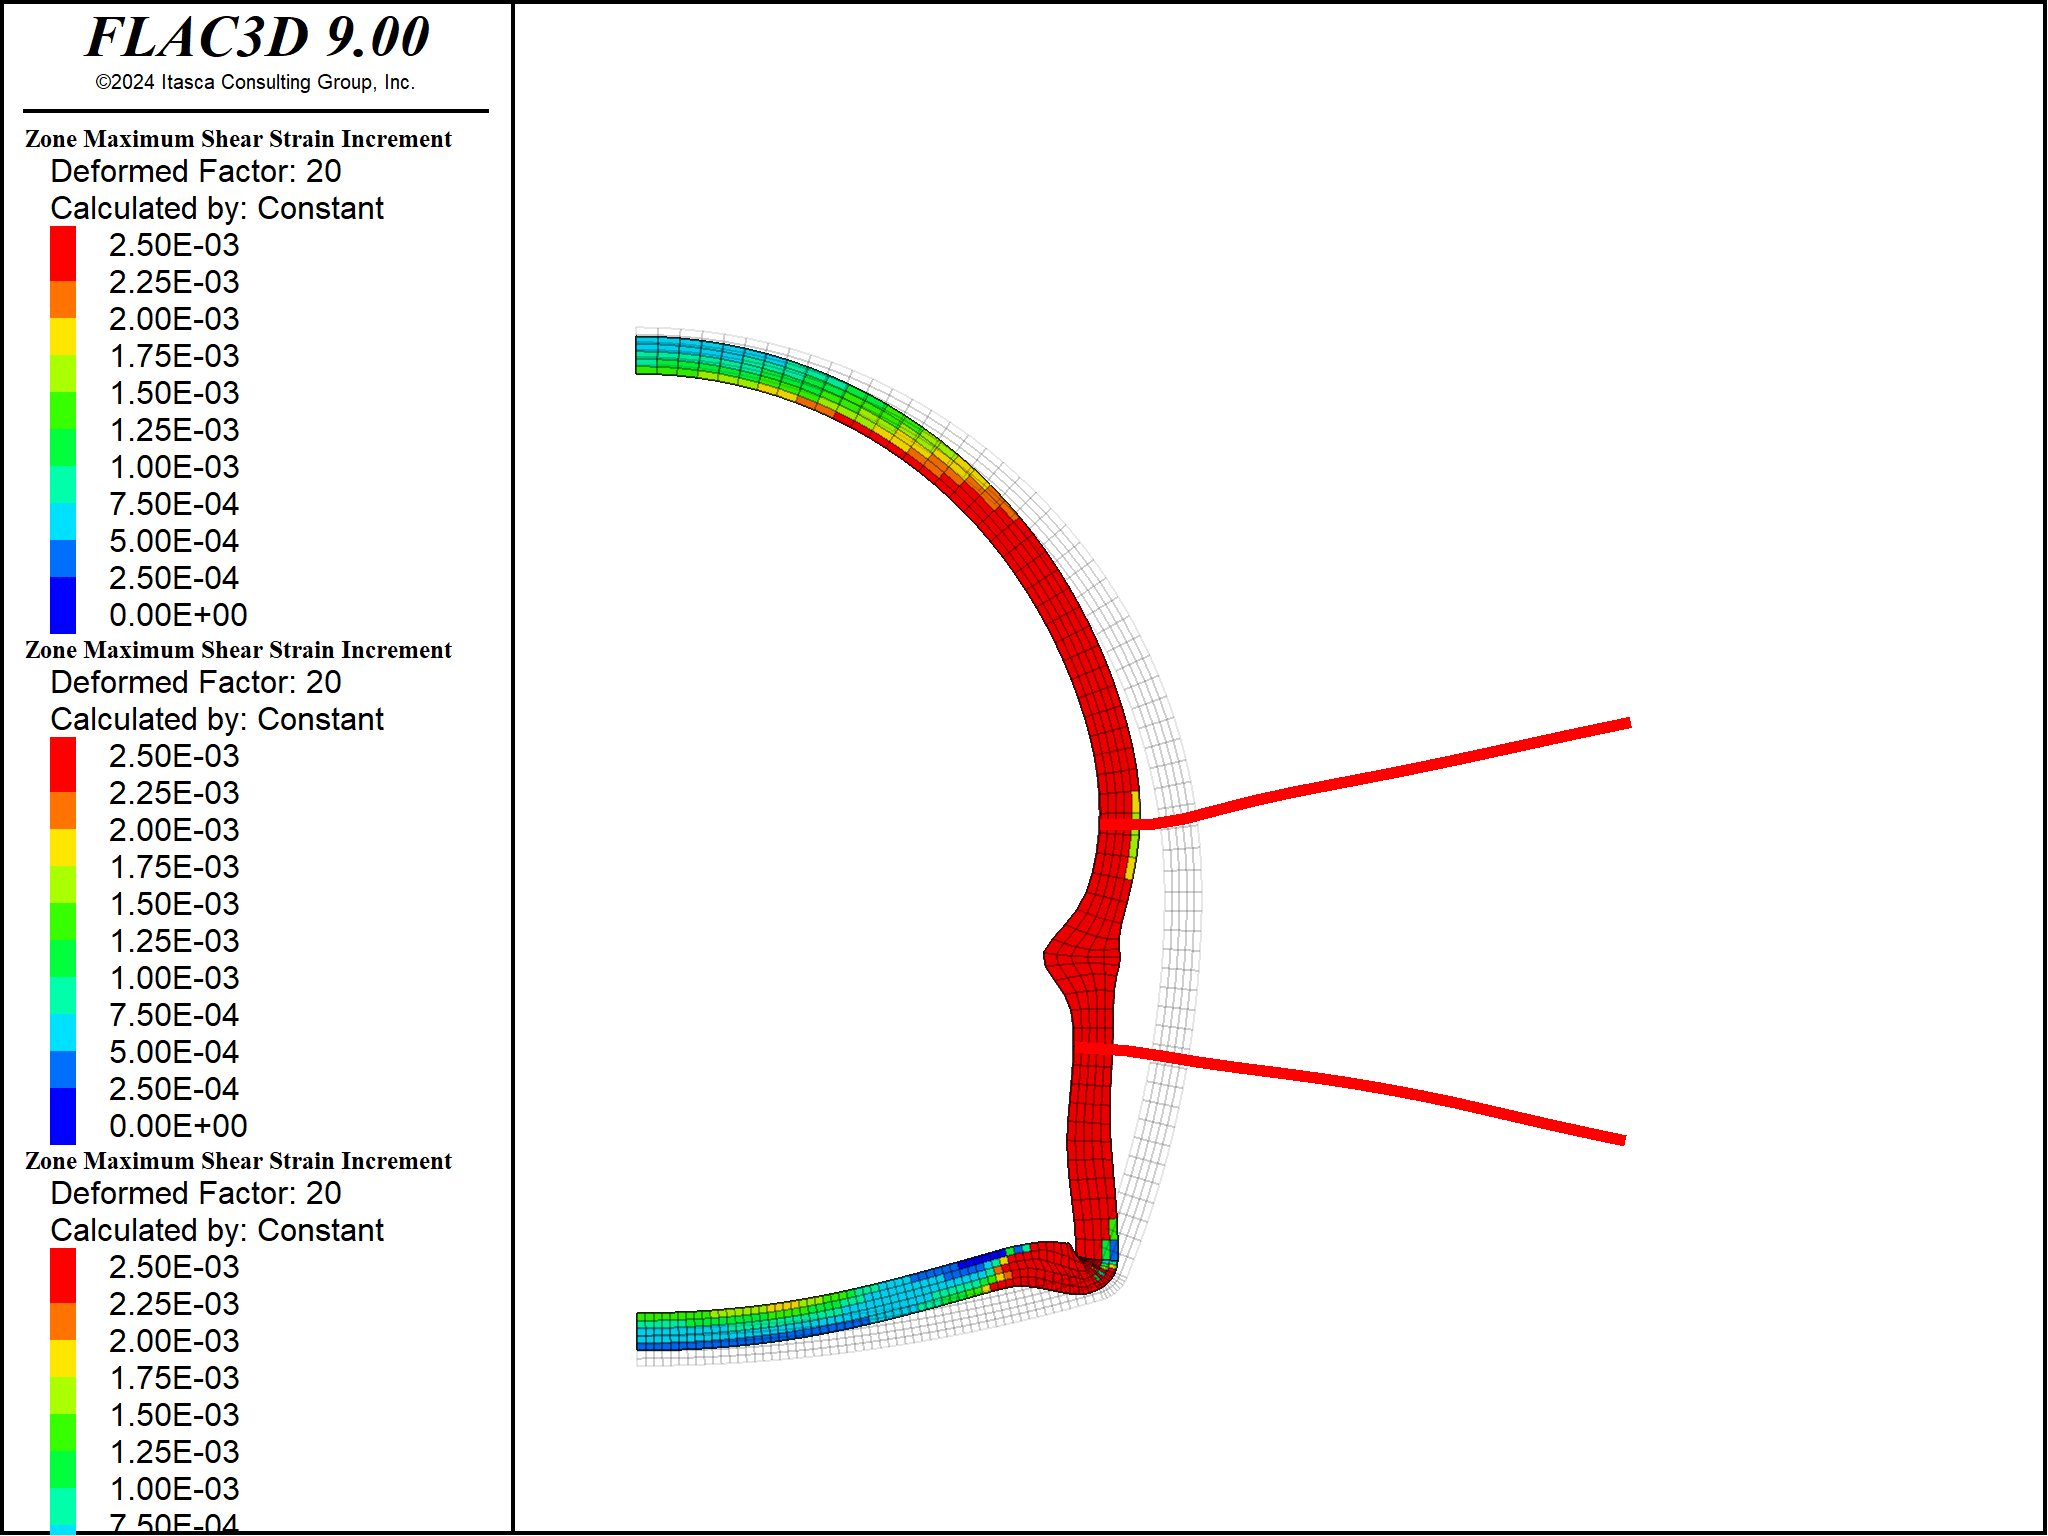 FLAC3D 9.00
©2024 Itasca Consulting Group, Inc.
Zone Maximum Shear Strain Increment
Deformed Factor: 20
Calculated by: Constant
2.50E-03
2.25E-03
2.00E-03
1.75E-03
1.50E-03
1.25E-03
1.00E-03
7.50E-04
5.00E-04
2.50E-04
0.00E+00
Zone Maximum Shear Strain Increment
Deformed Factor: 20
Calculated by: Constant
2.50E-03
2.25E-03
2.00E-03
1.75E-03
1.50E-03
1.25E-03
1.00E-03
7.50E-04
5.00E-04
2.50E-04
0.00E+00
Zone Maximum Shear Strain Increment
Deformed Factor: 20
Calculated by: Constant
2.50E-03
2.25E-03
2.00E-03
1.75E-03
1.50E-03
1.25E-03
1.00E-03
7.50E-04